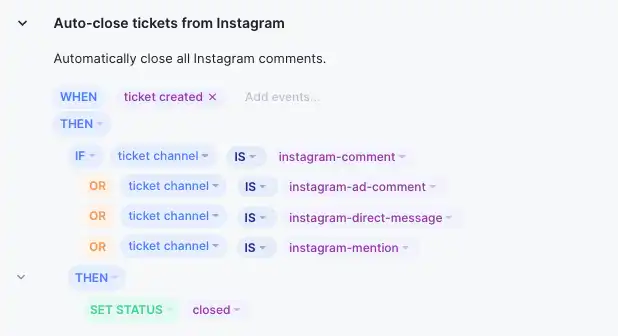 Auto-close tickets from Instagram
Automatically close all Instagram comments.
WHEN ticket created × Add events...
THEN
IF ticket channel IS instagram-comment
OR ticket channel IS instagram-ad-comment
OR ticket channel IS instagram-direct-message
OR ticket channel IS instagram-mention
THEN
SET STATUS closed